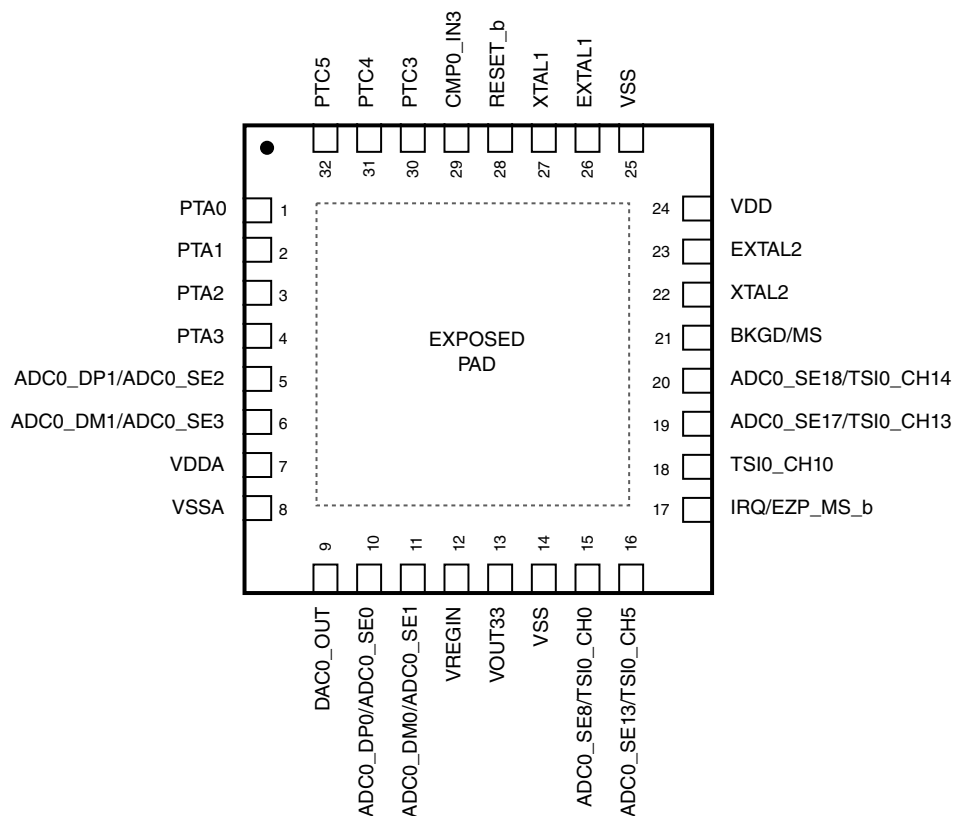 PTC5
PTC4
PTC3
CMP0_IN3
RESET_b
XTAL1
EXTAL1
VSS
32
31
30
29
28
27
26
25
PTA0 1
PTA1 2
PTA2 3
PTA3 4
ADC0_DP1/ADC0_SE2 5
ADC0_DM1/ADC0_SE3 6
VDDA 7
VSSA 8
EXPOSED
PAD
24 VDD
23 EXTAL2
22 XTAL2
21 BKGD/MS
20 ADC0_SE18/TSI0_CH14
19 ADC0_SE17/TSI0_CH13
18 TSI0_CH10
17 IRQ/EZP_MS_b
9
10
11
12
13
14
15
16
DAC0_OUT
ADC0_DP0/ADC0_SE0
ADC0_DM0/ADC0_SE1
VREGIN
VOUT33
VSS
ADC0_SE8/TSI0_CH0
ADC0_SE13/TSI0_CH5